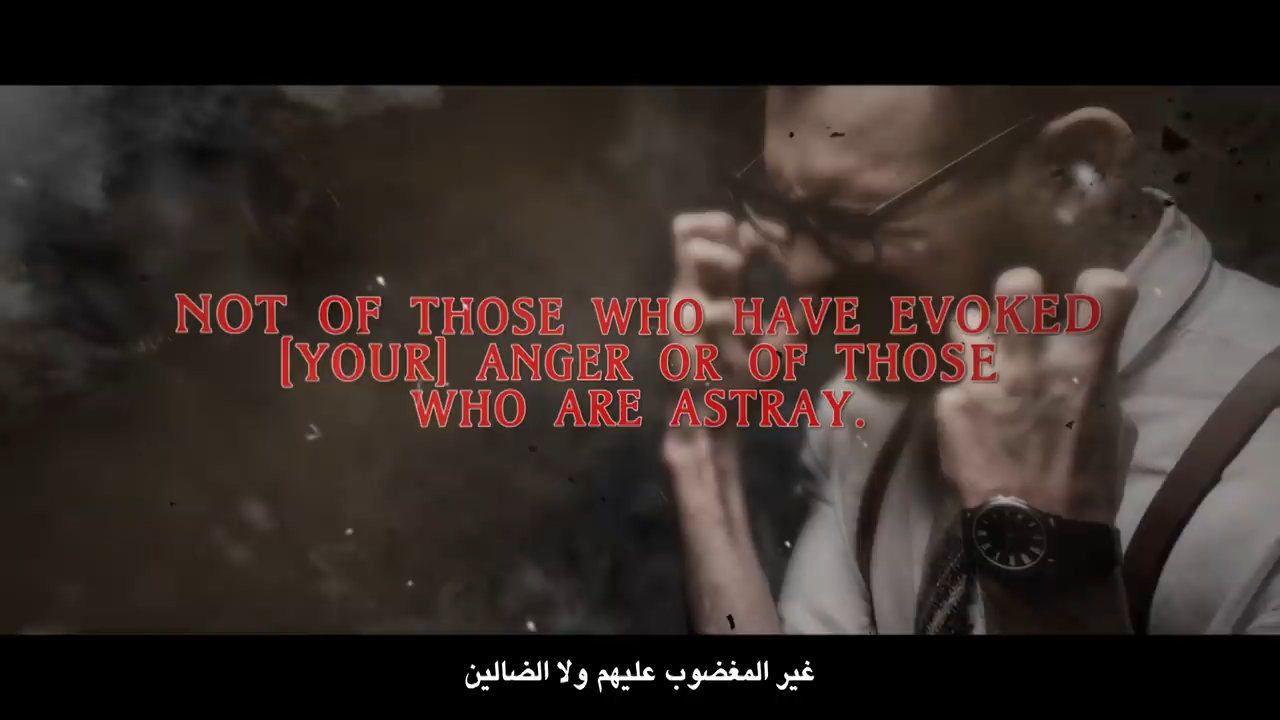 NOT OF THOSE WHO HAVE EVOKED
[YOUR] ANGER OR OF THOSE
WHO ARE ASTRAY.
غير المغضوب عليهم ولا الضالين